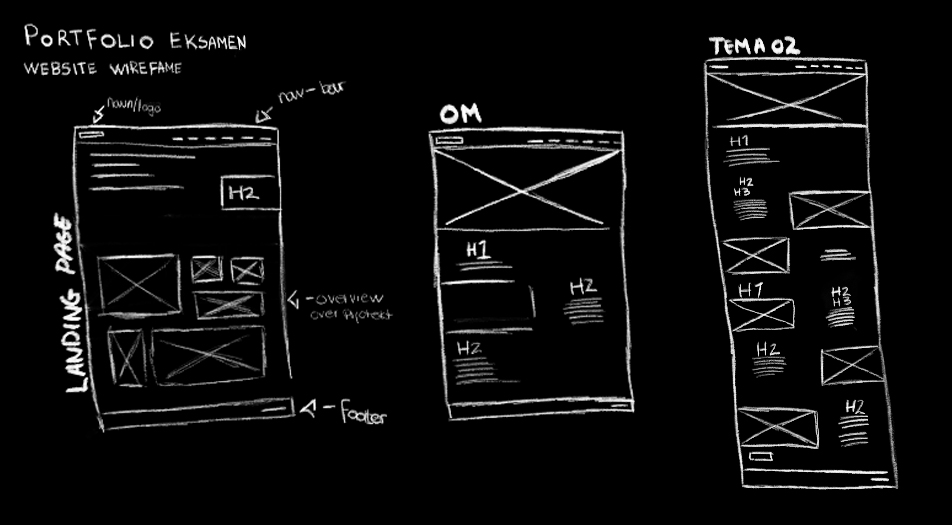 PORTFOLIO EKSAMEN
WEBSITE WIREFAME
navn/logo
nav-bar
LANDING PAGE
H2
-overview
over
- footer
OM
H1
H2
H2
TEMA 02
H1
H2
H3
H1
H2
H3
H2
H2